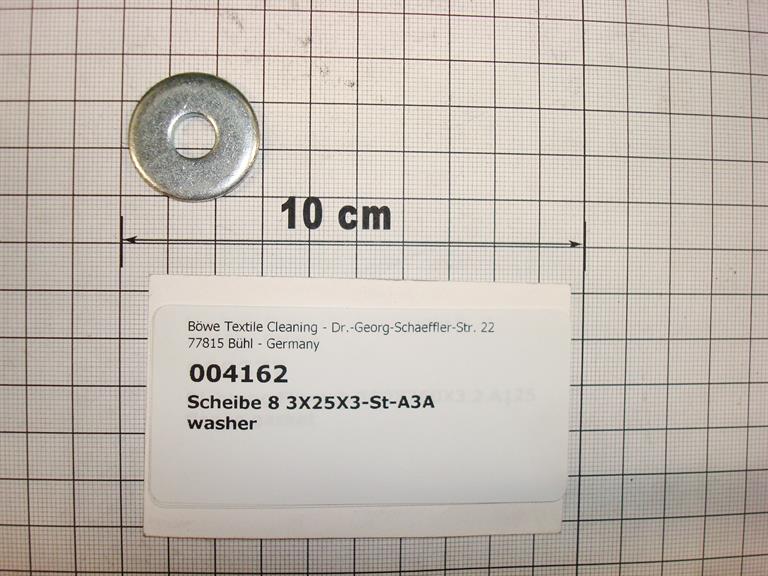 10 cm
Böwe Textile Cleaning - Dr.-Georg-Schaeffler-Str. 22
77815 Bühl - Germany
004162
Scheibe 8 3X25X3-St-A3A
washer